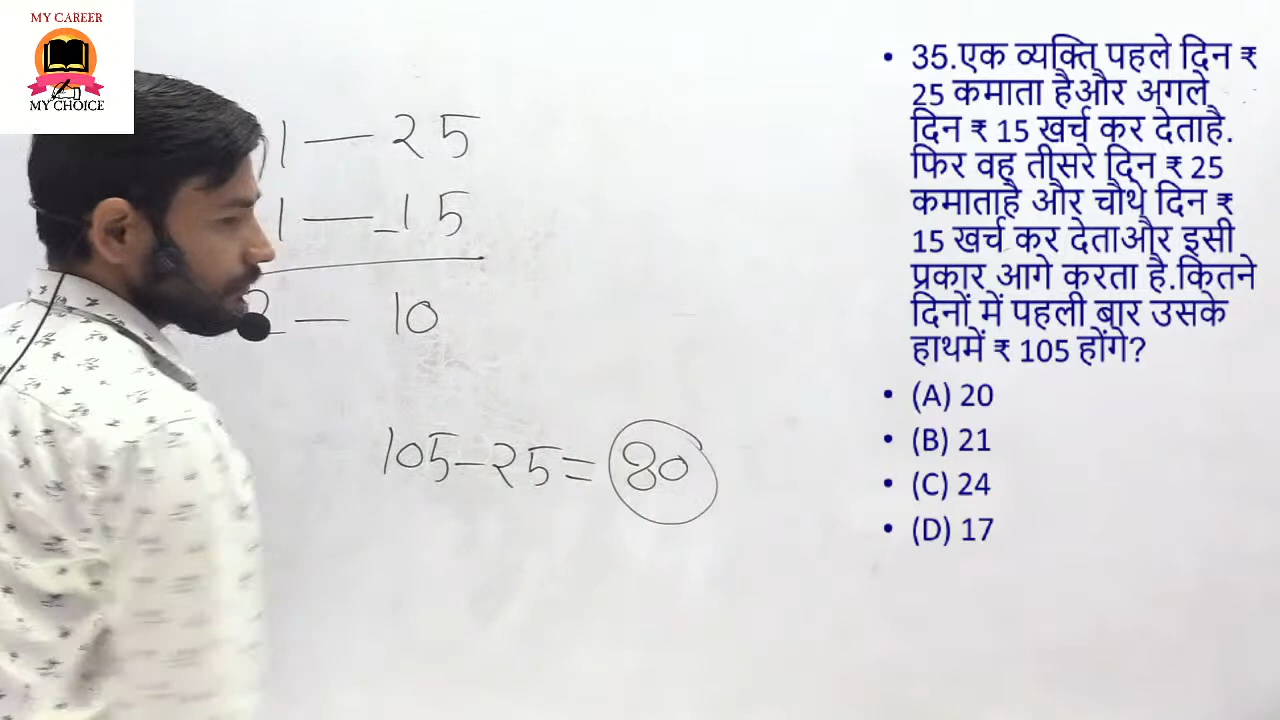 MY CAREER
MY CHOICE
1 — 25
1 — -15
2 — 10
105-25=80
• 35.एक व्यक्ति पहले दिन ₹
25 कमाता हैऔर अगले
दिन ₹ 15 खर्च कर देताहै.
फिर वह तीसरे दिन ₹ 25
कमाताहै और चौथे दिन ₹
15 खर्च कर देताऔर इसी
प्रकार आगे करता है.कितने
दिनों में पहली बार उसके
हाथमें ₹ 105 होंगे?
• (A) 20
• (B) 21
• (C) 24
• (D) 17